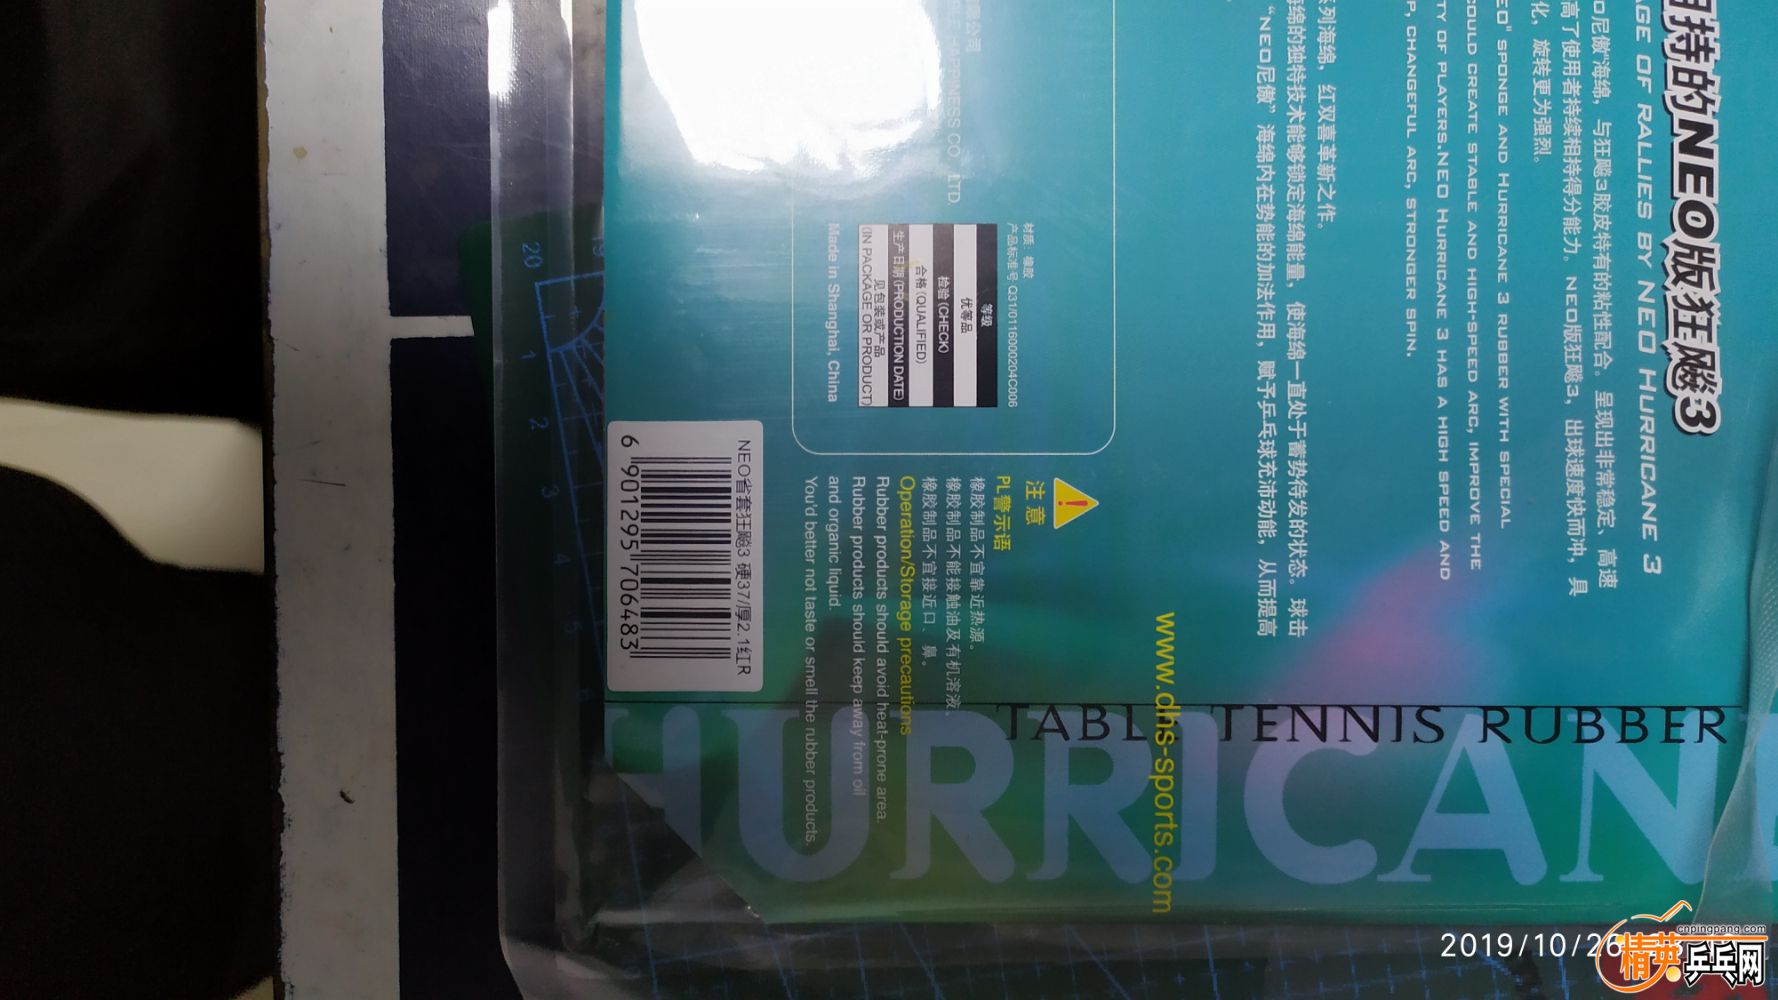 相持的NEO版狂飚3
AGE OF RALLIES BY NEO HURRICANE 3
O尼傲"海绵，与狂飚3胶皮特有的粘性配合，呈现出非常稳定、高速
高了使用者持续相持得分能力。NEO版狂飚3，出球速度快而冲，具
化，旋转更为强烈。
EO" SPONGE AND HURRICANE 3 RUBBER WITH SPECIAL
COULD CREATE STABLE AND HIGH-SPEED ARC, IMPROVE THE
TY OF PLAYERS.NEO HURRICANE 3 HAS A HIGH SPEED AND
P, CHANGEFUL ARC, STRONGER SPIN.
系列海绵，红双喜革新之作。
海绵的独特技术能够锁定海绵能量，使海绵一直处于蓄势待发的状态。球击
"NEO尼傲"海绵内在势能的加法作用，赋予乒乓球充沛动能，从而提高
www.dhs-sports.com
限公司
E HAPPINESS CO.,LTD.
材质：橡胶
产品标准号 Q31/0116000204C006
等级
优等品
检验(CHECK)
合格(QUALIFIED)
生产日期(PRODUCTION DATE)
见包装或产品
(IN PACKAGE OR PRODUCT)
Made in Shanghai, China
注意
PL警示语
橡胶制品不宜靠近热源。
橡胶制品不能接触油及有机溶液。
橡胶制品不宜接近口、鼻。
Operation/Storage precautions
Rubber products should avoid heat-prone area.
Rubber products should keep away from oil
and organic liquid.
You'd better not taste or smell the rubber products.
NEO省套狂飚3 硬37/厚2.1红R
6 901295 706483
TABL TENNIS RUBBER
HURRICAN
2019/10/26
cnpingpang.com
精英乒乓网